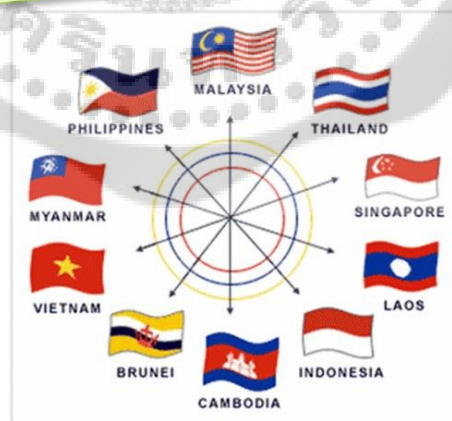 MALAYSIA
PHILIPPINES
THAILAND
MYANMAR
SINGAPORE
VIETNAM
LAOS
BRUNEI
INDONESIA
CAMBODIA